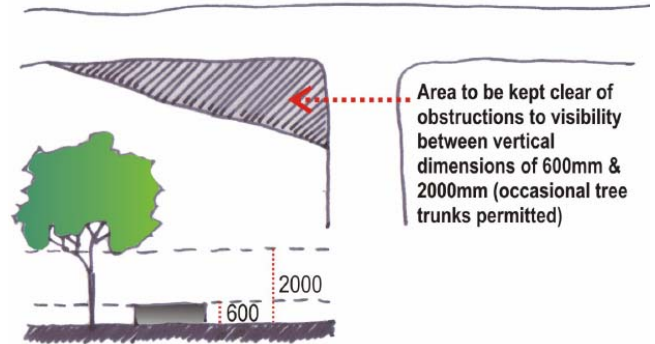 Area to be kept clear of
obstructions to visibility
between vertical
dimensions of 600mm &
2000mm (occasional tree
trunks permitted)
2000
600